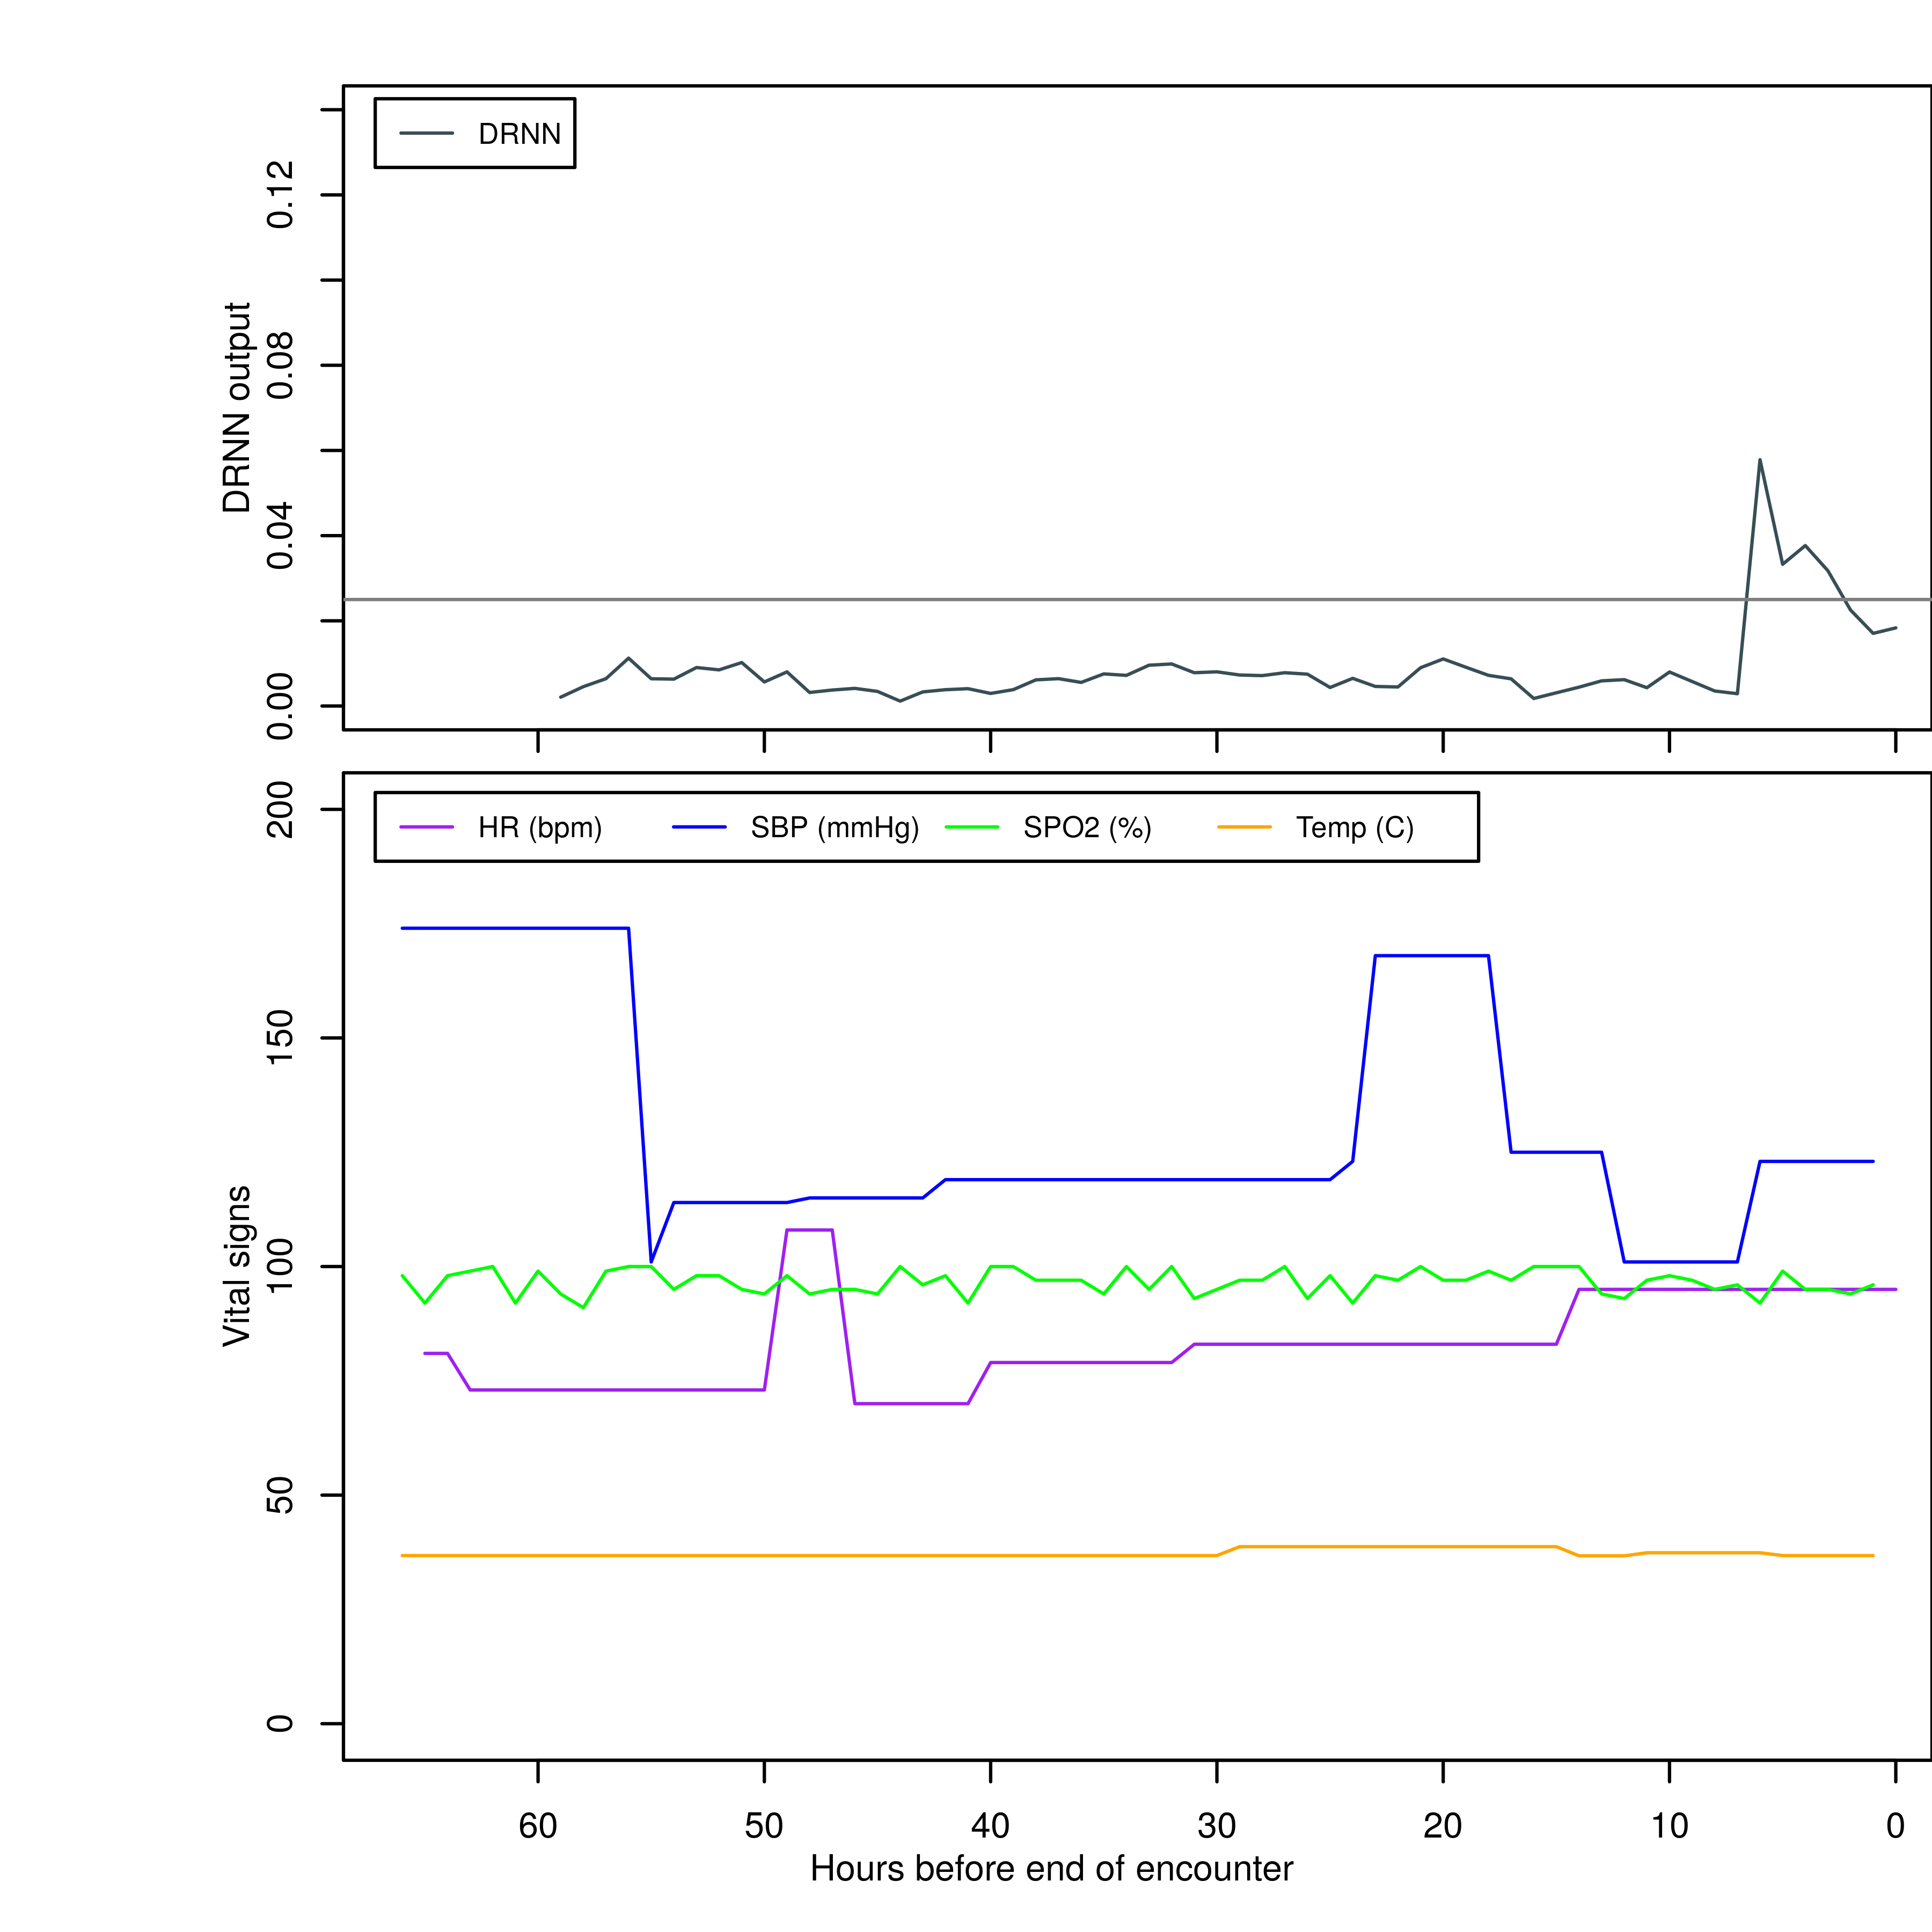 DRNN
DRNN output
0.12
0.08
0.04
0.00
HR (bpm) SBP (mmHg) SPO2 (%) Temp (C)
Vital signs
200
150
100
50
0
60 50 40 30 20 10 0
Hours before end of encounter